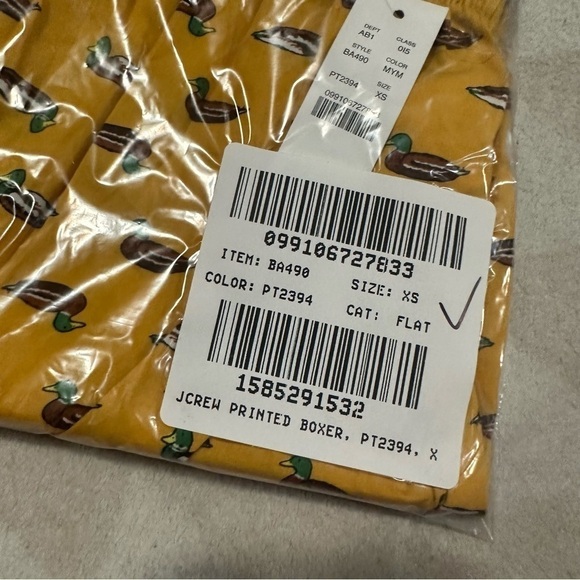 DEPT CLASS
AB1 015
STYLE COLOR
BA490 MYM
PT2394 SIZE
XS
099106727833
ITEM: BA490 SIZE: XS
COLOR: PT2394 CAT: FLAT
1585291532
JCREW PRINTED BOXER, PT2394, X